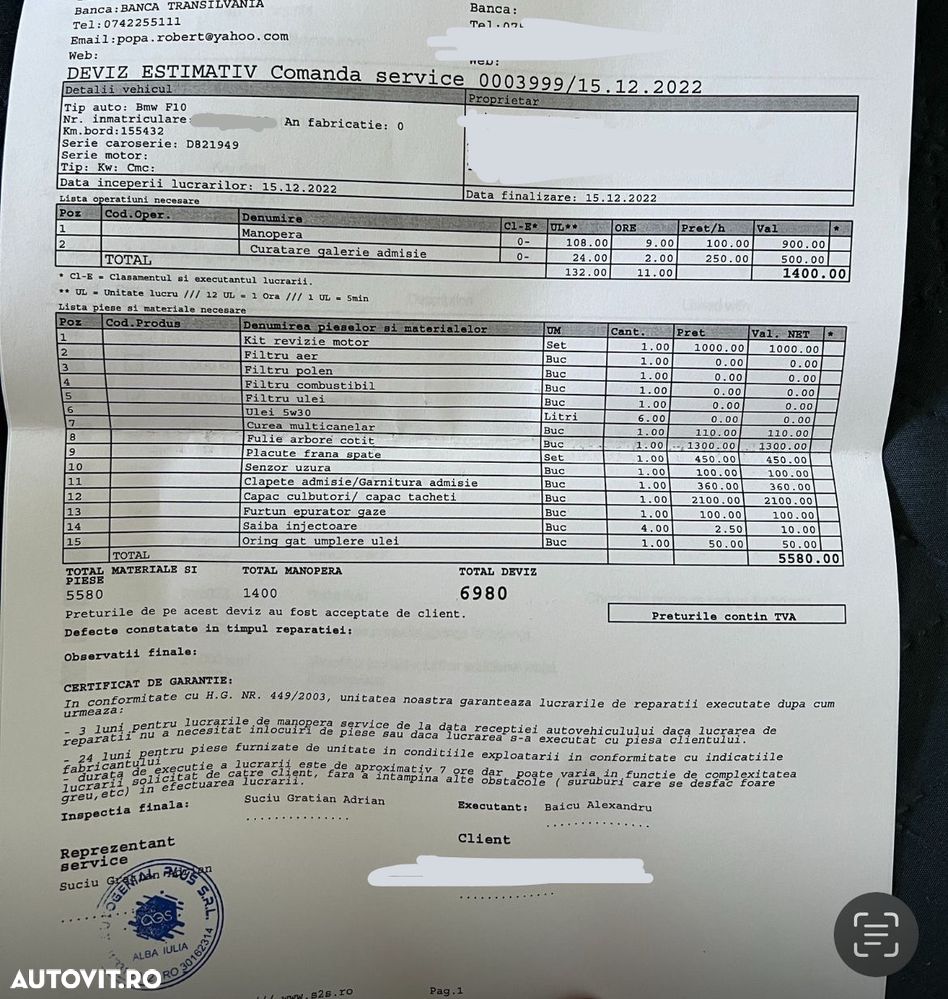 Banca:BANCA TRANSILVANIA Banca:
Tel:0742255111
Email:popa.robert@yahoo.com
Web:
DEVIZ ESTIMATIV Comanda service 0003999/15.12.2022
Detalii vehicul Proprietar
Tip auto: Bmw F10
Nr. inmatriculare: An fabricatie: 0
Km.bord:155432
Serie caroserie: D821949
Serie motor:
Tip: Kw: Cmc:
Data inceperii lucrarilor: 15.12.2022 Data finalizare: 15.12.2022
Lista operatiuni necesare
Poz Cod.Oper. Denumire Cl-E* UL** ORE Pret/h Val *
1 Manopera 0- 108.00 9.00 100.00 900.00
2 Curatare galerie admisie 0- 24.00 2.00 250.00 500.00
TOTAL 132.00 11.00 1400.00
* Cl-E = Clasamentul si executantul lucrarii.
** UL = Unitate lucru /// 12 UL = 1 Ora /// 1 UL = 5min
Lista piese si materiale necesare
Poz Cod.Produs Denumirea pieselor si materialelor UM Cant. Pret Val. NET *
1 Kit revizie motor Set 1.00 1000.00 1000.00
2 Filtru aer Buc 1.00 0.00 0.00
3 Filtru polen Buc 1.00 0.00 0.00
4 Filtru combustibil Buc 1.00 0.00 0.00
5 Filtru ulei Buc 1.00 0.00 0.00
6 Ulei 5w30 Litri 6.00 0.00 0.00
7 Curea multicanelar Buc 1.00 110.00 110.00
8 Fulie arbore cotit Buc 1.00 1300.00 1300.00
9 Placute frana spate Set 1.00 450.00 450.00
10 Senzor uzura Buc 1.00 100.00 100.00
11 Clapete admisie/Garnitura admisie Buc 1.00 360.00 360.00
12 Capac culbutori/ capac tacheti Buc 1.00 2100.00 2100.00
13 Furtun epurator gaze Buc 1.00 100.00 100.00
14 Saiba injectoare Buc 4.00 2.50 10.00
15 Oring gat umplere ulei Buc 1.00 50.00 50.00
TOTAL 5580.00
TOTAL MATERIALE SI PIESE TOTAL MANOPERA TOTAL DEVIZ
5580 1400 6980
Preturile de pe acest deviz au fost acceptate de client. Preturile contin TVA
Defecte constatate in timpul reparatiei:
Observatii finale:
CERTIFICAT DE GARANTIE:
In conformitate cu H.G. NR. 449/2003, unitatea noastra garanteaza lucrarile de reparatii executate dupa cum
urmeaza:
- 3 luni pentru lucrarile de manopera service de la data receptiei autovehiculului daca lucrarea de
reparatii nu a necesitat inlocuiri de piese sau daca lucrarea s-a executat cu piesa clientului.
- 24 luni pentru piese furnizate de unitate in conditiile exploatarii in conformitate cu indicatiile
fabricantului
- durata de executie a lucrarii este de aproximativ 7 ore dar poate varia in functie de complexitatea
lucrarii solicitat de catre client, fara a intampina alte obstacole ( suruburi care se desfac foare
greu,etc) in efectuarea lucrarii.
Inspectia finala: Suciu Gratian Adrian Executant: Baicu Alexandru
Reprezentant service Client
Suciu Gratian Adrian
PLUS S.R.L.
AGS
ALBA IULIA
RO 30162314
AUTOVIT.RO
www.s2s.ro Pag.1